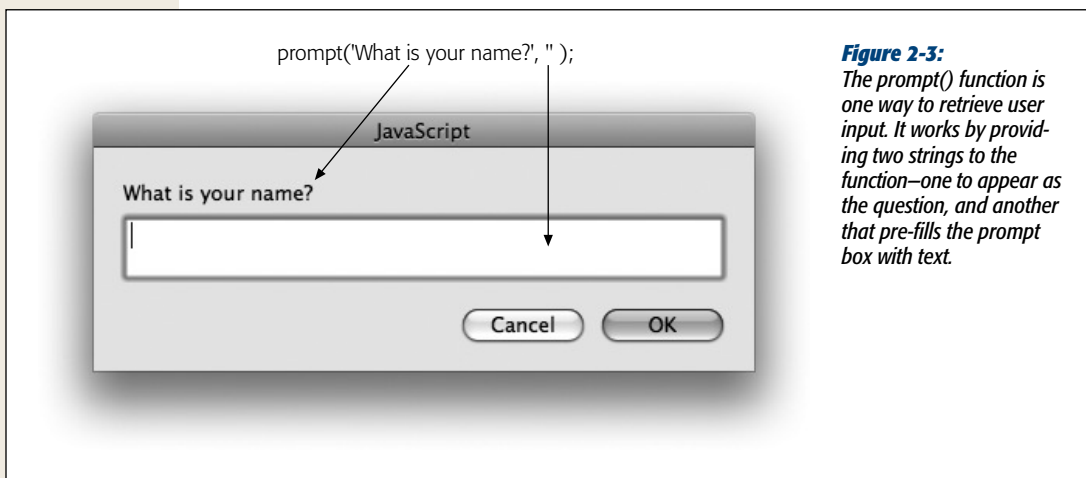 prompt('What is your name?', '' );
JavaScript
What is your name?
Cancel
OK
Figure 2-3:
The prompt() function is
one way to retrieve user
input. It works by provid-
ing two strings to the
function—one to appear as
the question, and another
that pre-fills the prompt
box with text.